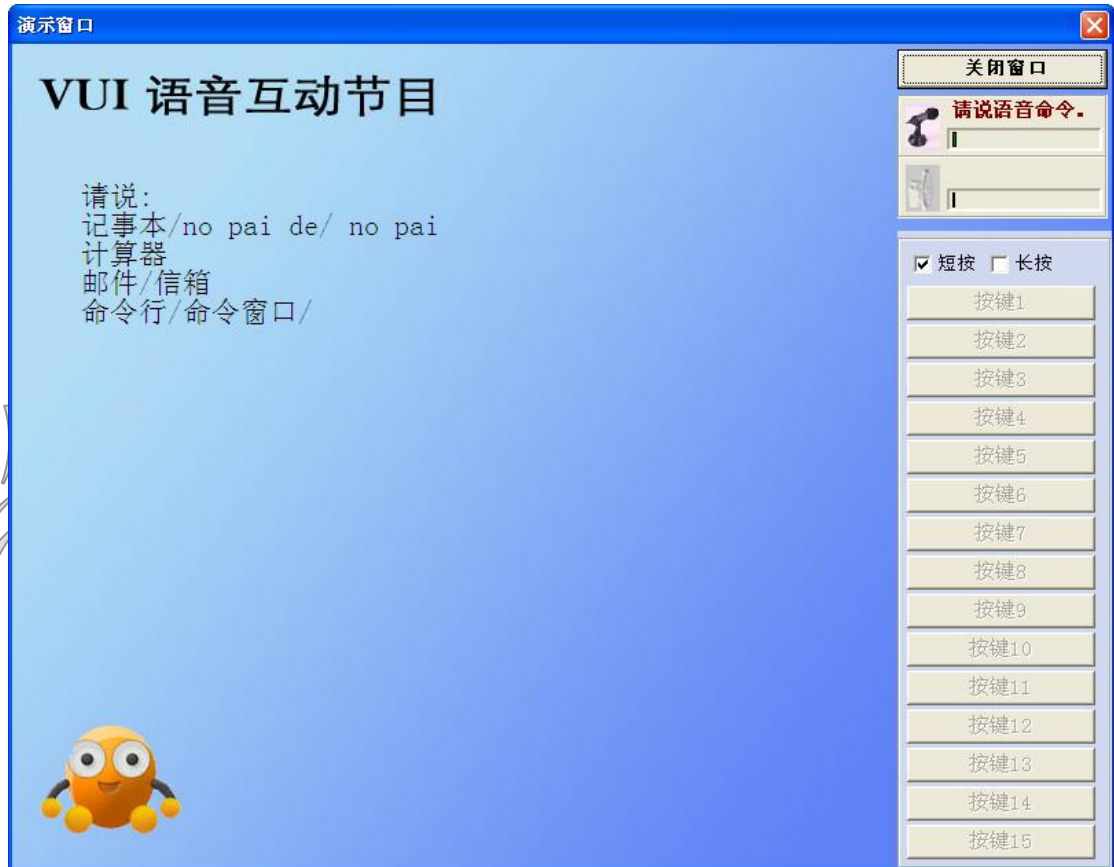 演示窗口
VUI 语音互动节目
请说:
记事本/no pai de/ no pai
计算器
邮件/信箱
命令行/命令窗口/
关闭窗口
请说语音命令.
短按 长按
按键1
按键2
按键3
按键4
按键5
按键6
按键7
按键8
按键9
按键10
按键11
按键12
按键13
按键14
按键15